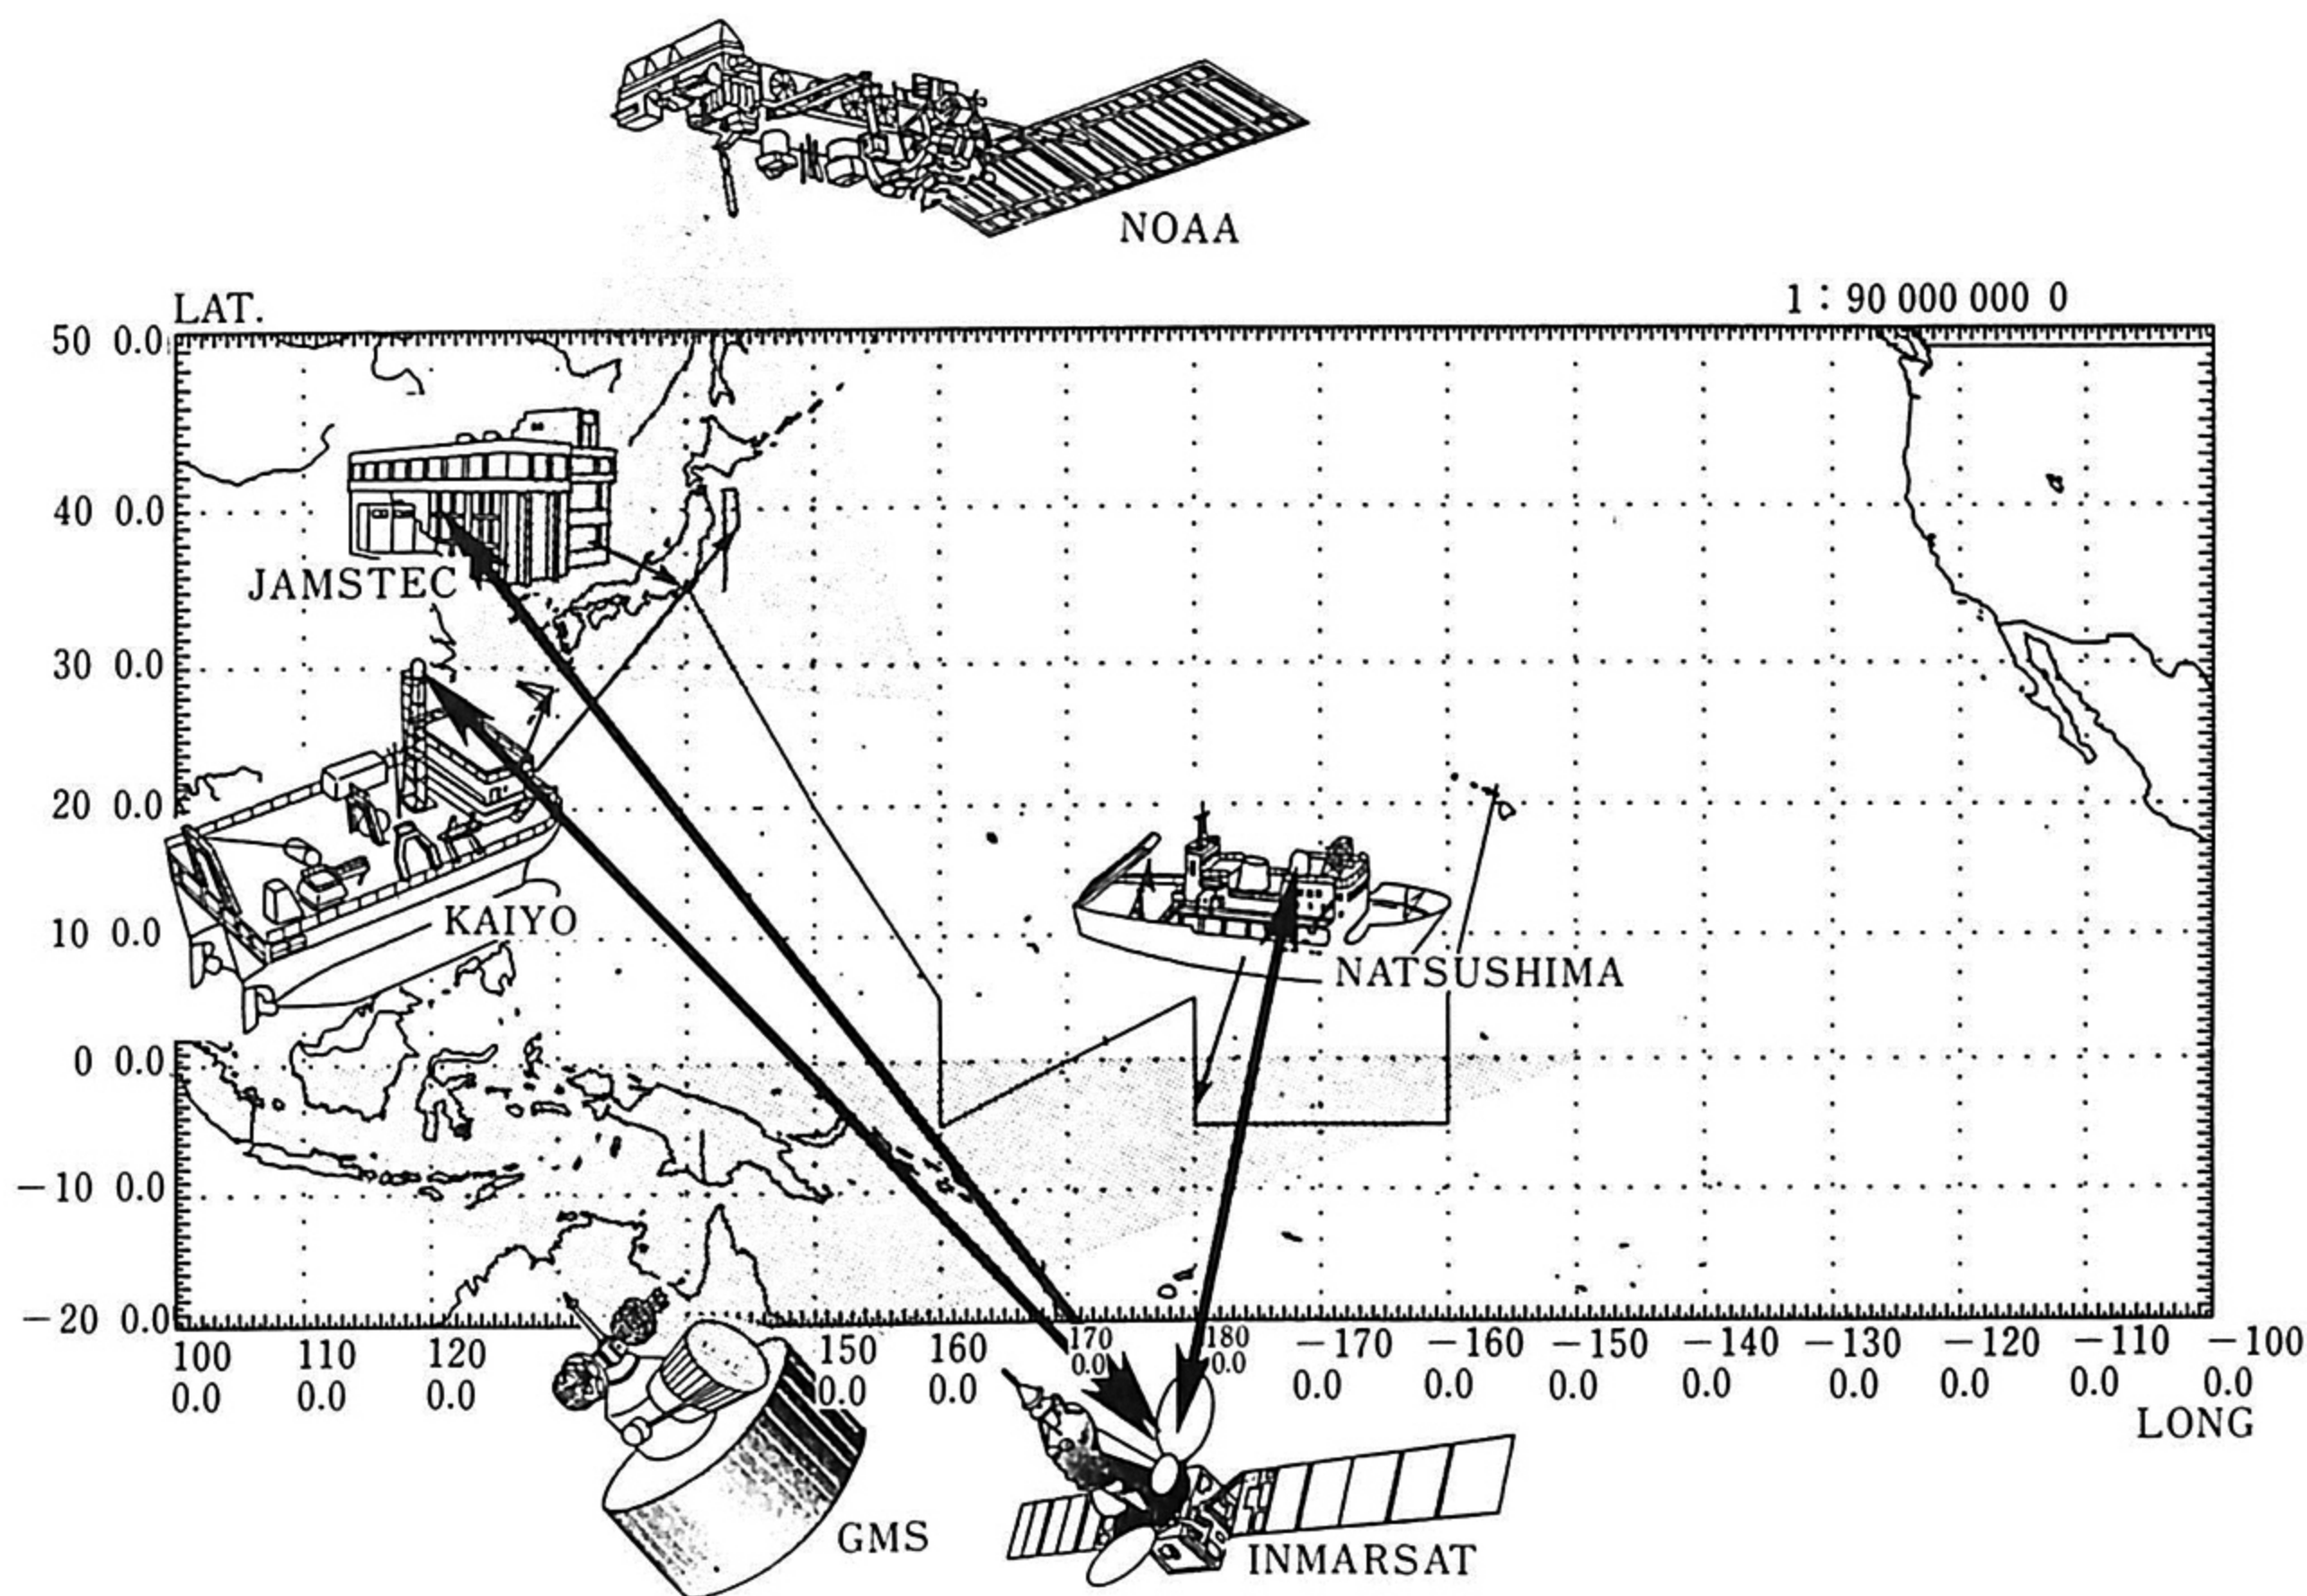 NOAA
LAT.
1 : 90 000 000 0
50 0.0
40 0.0
JAMSTEC
30 0.0
20 0.0
KAIYO
10 0.0
NATSUSHIMA
0 0.0
−10 0.0
−20 0.0
100 110 120 150 160 170 180 −170 −160 −150 −140 −130 −120 −110 −100
0.0 0.0 0.0 0.0 0.0 0.0 0.0 0.0 0.0 0.0 0.0 0.0 0.0 0.0 0.0
LONG
GMS
INMARSAT